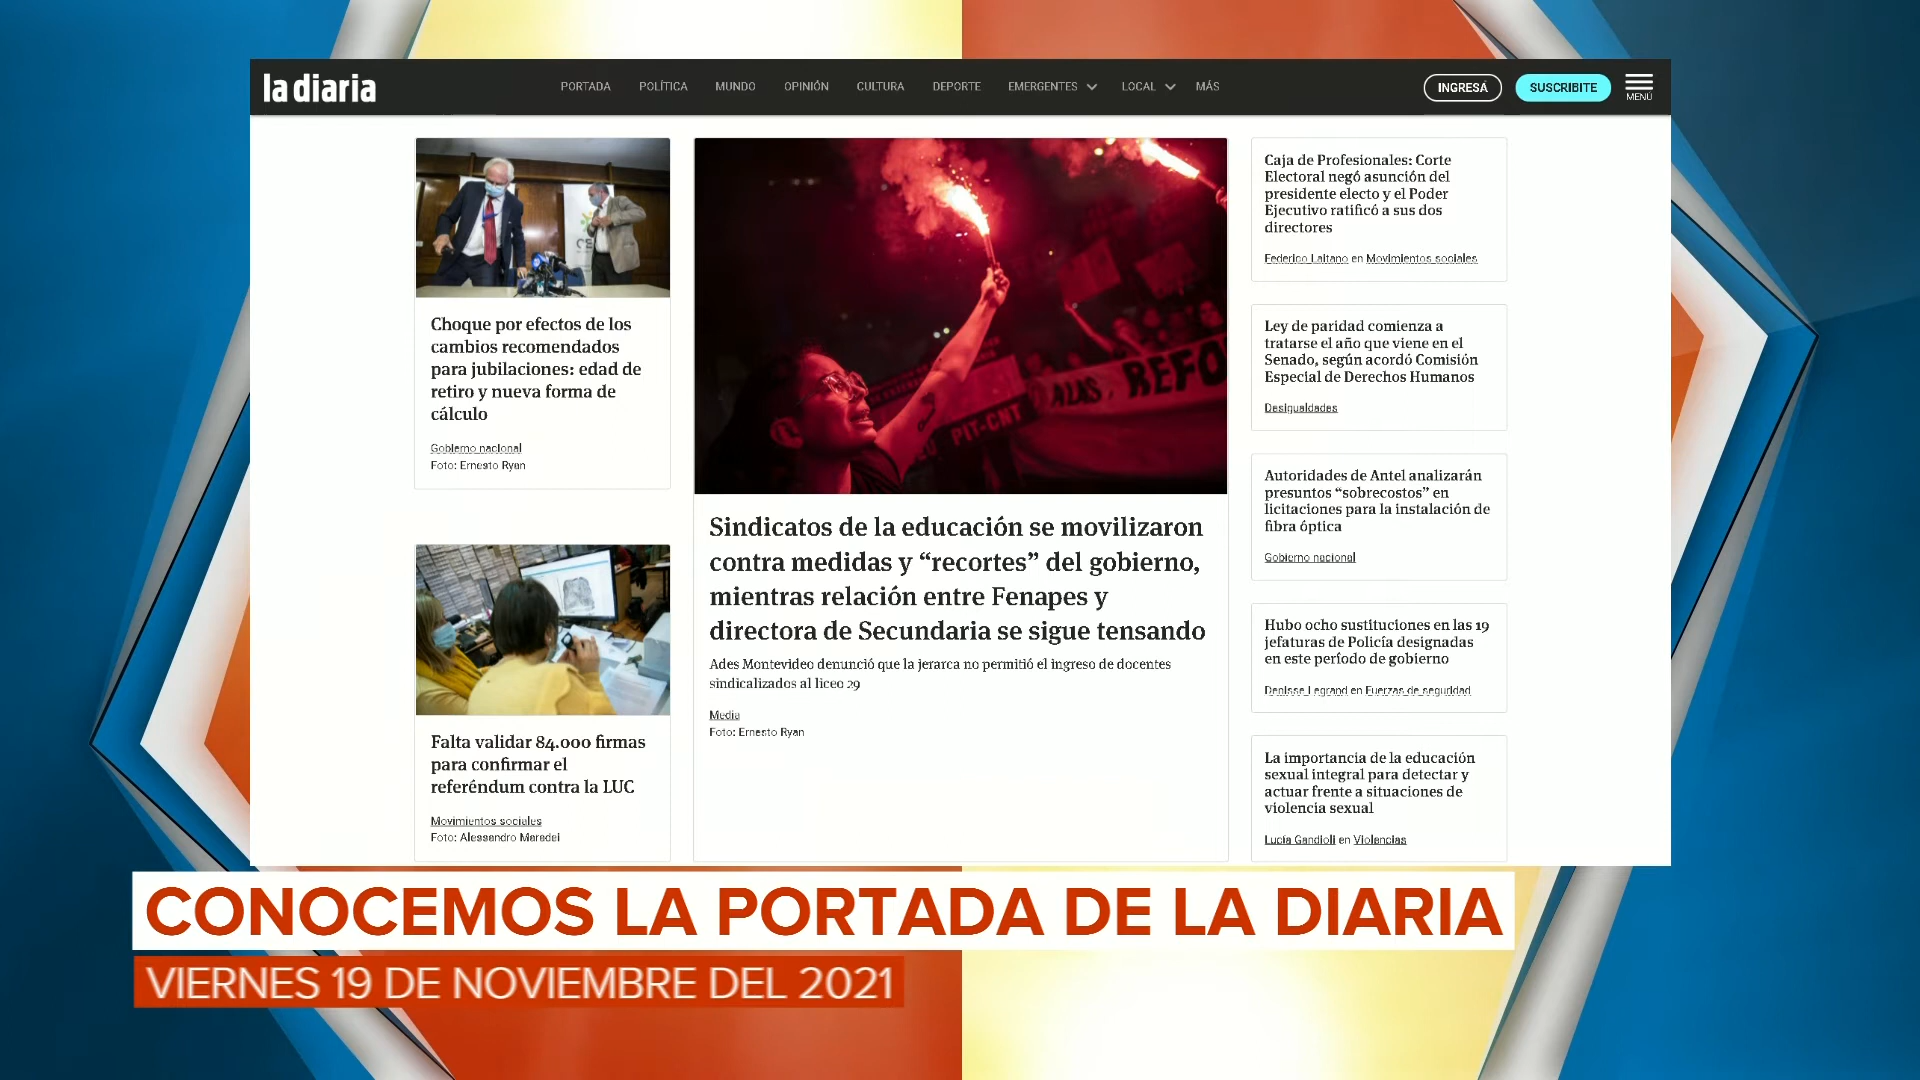 la diaria
PORTADA POLÍTICA MUNDO OPINIÓN CULTURA DEPORTE EMERGENTES LOCAL MÁS
INGRESÁ SUSCRIBITE MENÚ
Choque por efectos de los
cambios recomendados
para jubilaciones: edad de
retiro y nueva forma de
cálculo
Gobierno nacional
Foto: Ernesto Ryan
Falta validar 84.000 firmas
para confirmar el
referéndum contra la LUC
Movimientos sociales
Foto: Alessandro Maradei
PIT-CNT
ALAS, REFO
Sindicatos de la educación se movilizaron
contra medidas y “recortes” del gobierno,
mientras relación entre Fenapes y
directora de Secundaria se sigue tensando
Ades Montevideo denunció que la jerarca no permitió el ingreso de docentes
sindicalizados al liceo 29
Media
Foto: Ernesto Ryan
Caja de Profesionales: Corte
Electoral negó asunción del
presidente electo y el Poder
Ejecutivo ratificó a sus dos
directores
Federico Laitano en Movimientos sociales
Ley de paridad comienza a
tratarse el año que viene en el
Senado, según acordó Comisión
Especial de Derechos Humanos
Desigualdades
Autoridades de Antel analizarán
presuntos “sobrecostos” en
licitaciones para la instalación de
fibra óptica
Gobierno nacional
Hubo ocho sustituciones en las 19
jefaturas de Policía designadas
en este período de gobierno
Denisse Legrand en Fuerzas de seguridad
La importancia de la educación
sexual integral para detectar y
actuar frente a situaciones de
violencia sexual
Lucía Gandioli en Violencias
CONOCEMOS LA PORTADA DE LA DIARIA
VIERNES 19 DE NOVIEMBRE DEL 2021